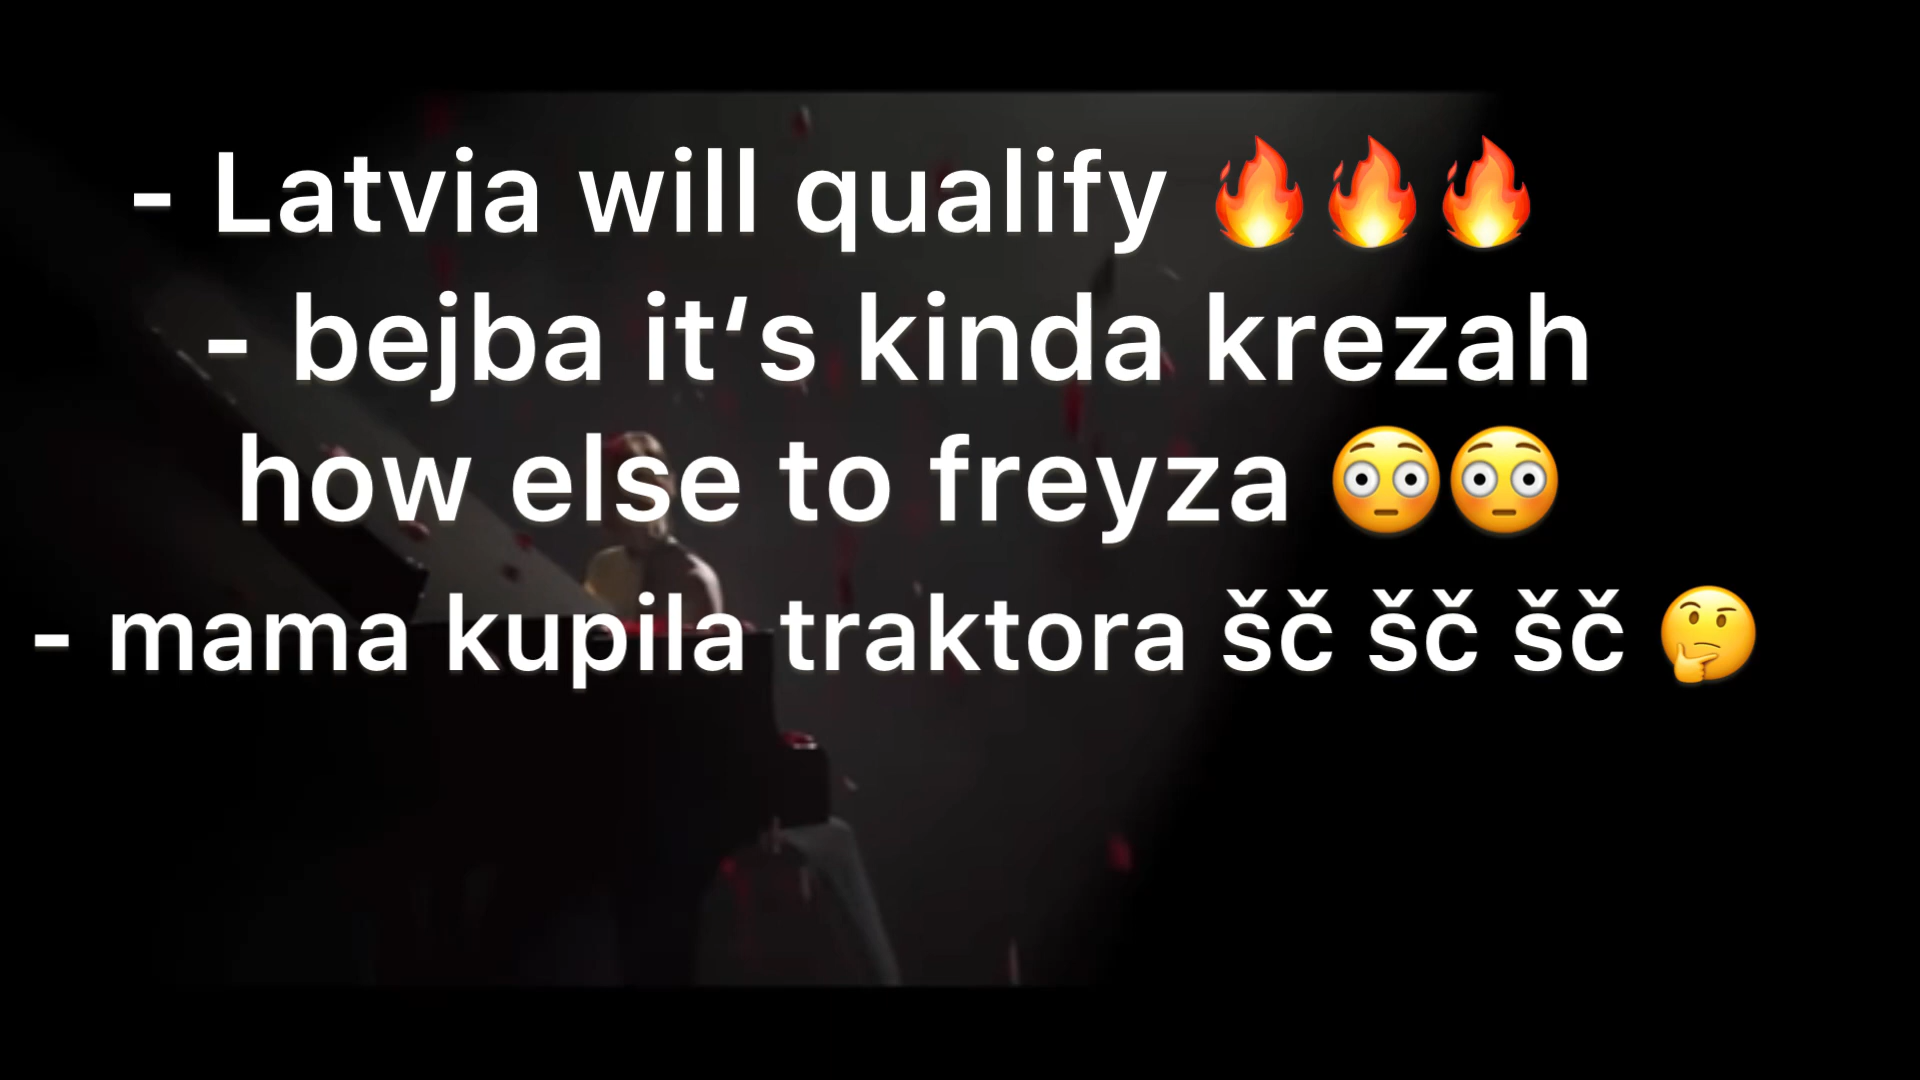 - Latvia will qualify 🔥🔥🔥
- bejba it‘s kinda krezah
how else to freyza 😳😳
- mama kupila traktora šč šč šč 🤔